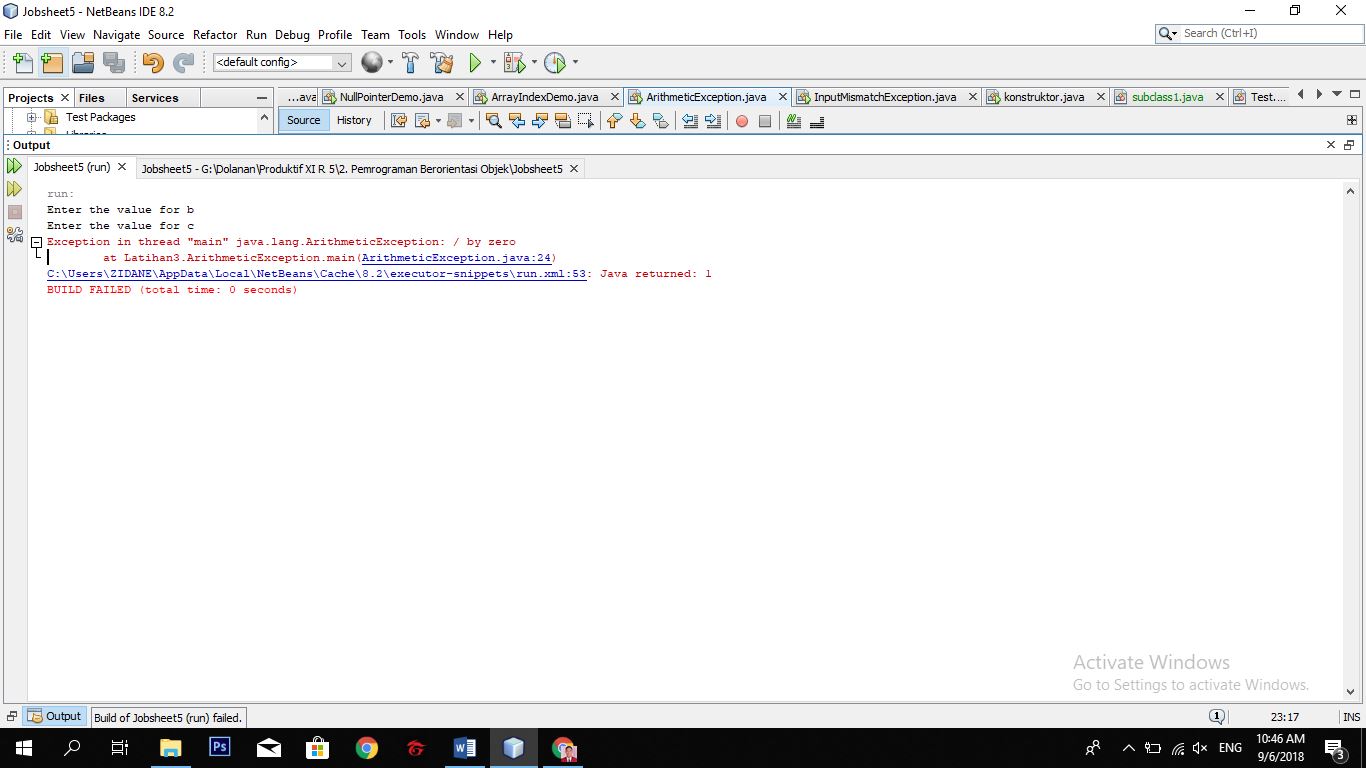 Jobsheet5 - NetBeans IDE 8.2
File Edit View Navigate Source Refactor Run Debug Profile Team Tools Window Help
Search (Ctrl+I)
<default config>
Projects Files Services
...ava NullPointerDemo.java ArrayIndexDemo.java ArithmeticException.java InputMismatchException.java konstruktor.java subclass1.java Test....
Test Packages
Source History
Libraries
Output
Jobsheet5 (run) Jobsheet5 - G:\Dolanan\Produktif XI R 5\2. Pemrograman Berorientasi Objek\Jobsheet5
run:
Enter the value for b
Enter the value for c
Exception in thread "main" java.lang.ArithmeticException: / by zero
at Latihan3.ArithmeticException.main(ArithmeticException.java:24)
C:\Users\ZIDANE\AppData\Local\NetBeans\Cache\8.2\executor-snippets\run.xml:53: Java returned: 1
BUILD FAILED (total time: 0 seconds)
Activate Windows
Go to Settings to activate Windows.
Output Build of Jobsheet5 (run) failed. 1 23:17 INS
Ps
ENG
10:46 AM
9/6/2018
3